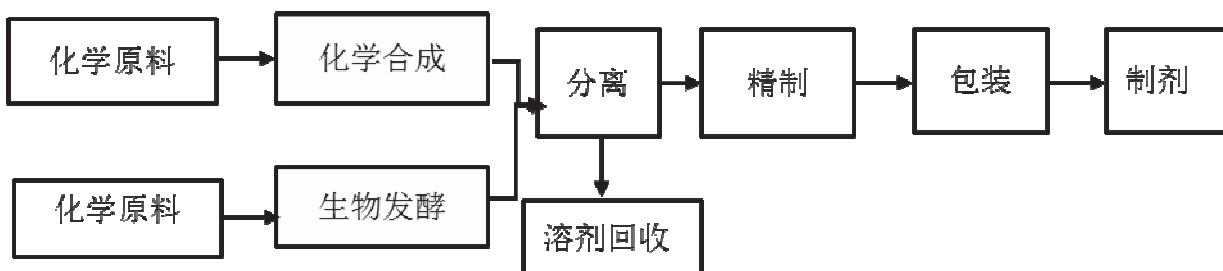 化学原料
化学合成
分离
精制
包装
制剂
化学原料
生物发酵
溶剂回收